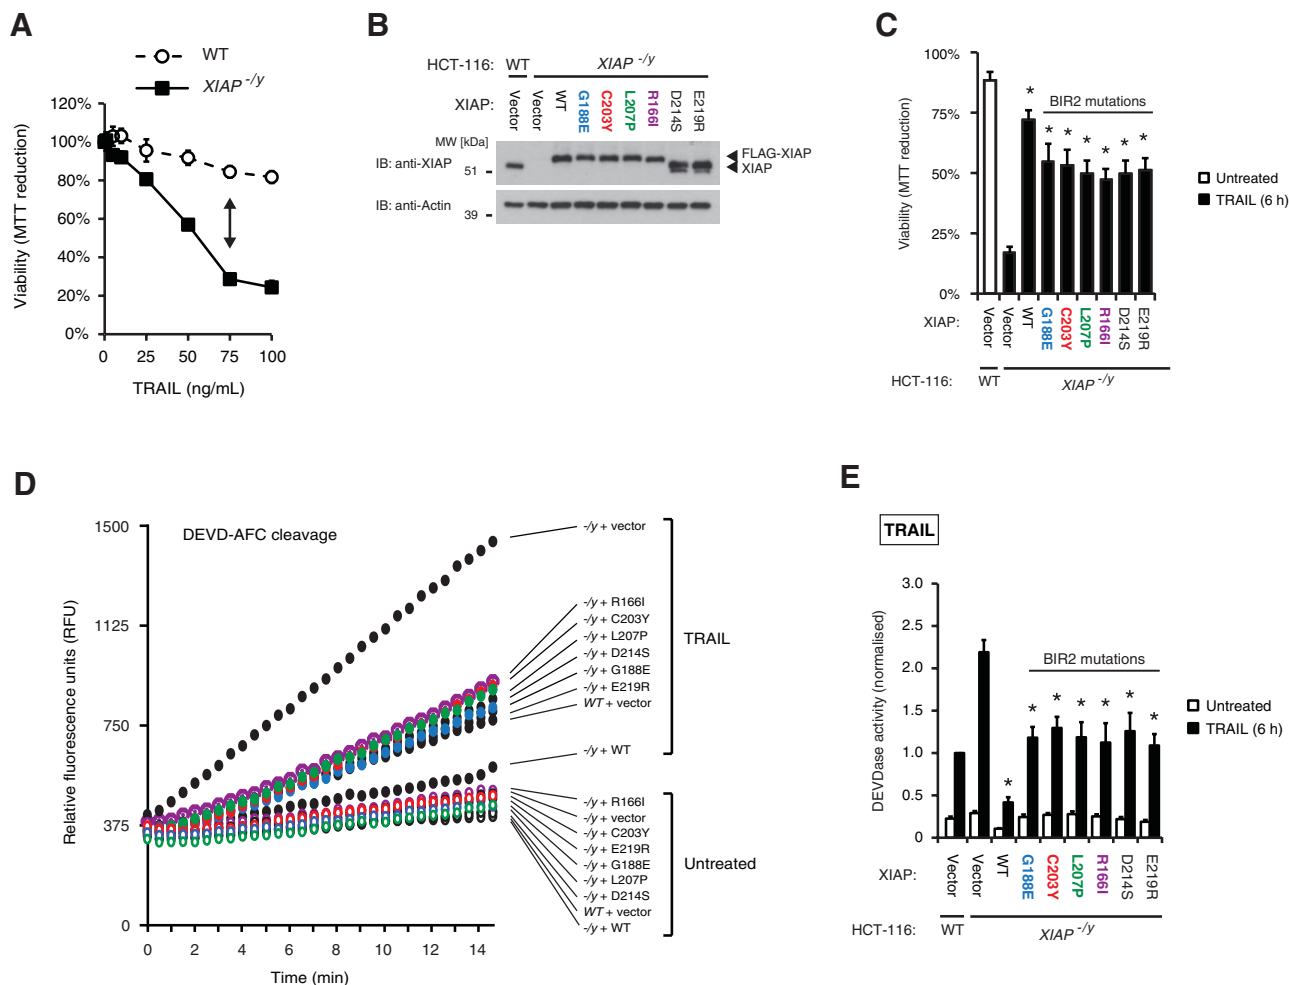 A
WT
XIAP -/y
120%
100%
80%
60%
40%
20%
0%
Viability (MTT reduction)
0 25 50 75 100
TRAIL (ng/mL)
B
HCT-116: WT XIAP -/y
XIAP: Vector Vector WT G188E C203Y L207P R166I D214S E219R
MW [kDa]
IB: anti-XIAP
51
FLAG-XIAP
XIAP
IB: anti-Actin
39
C
100%
75%
50%
25%
0%
Viability (MTT reduction)
BIR2 mutations
* * * * * * *
Untreated
TRAIL (6 h)
XIAP: Vector Vector WT G188E C203Y L207P R166I D214S E219R
HCT-116: WT XIAP -/y
D
DEVD-AFC cleavage
1500
1125
750
375
0
Relative fluorescence units (RFU)
0 2 4 6 8 10 12 14
Time (min)
-/y + vector
-/y + R166I
-/y + C203Y
-/y + L207P
-/y + D214S
-/y + G188E
-/y + E219R
WT + vector
-/y + WT
TRAIL
-/y + R166I
-/y + vector
-/y + C203Y
-/y + E219R
-/y + G188E
-/y + L207P
-/y + D214S
WT + vector
-/y + WT
Untreated
E
TRAIL
3.0
2.5
2.0
1.5
1.0
0.5
0
DEVDase activity (normalised)
BIR2 mutations
* * * * * * *
Untreated
TRAIL (6 h)
XIAP: Vector Vector WT G188E C203Y L207P R166I D214S E219R
HCT-116: WT XIAP -/y